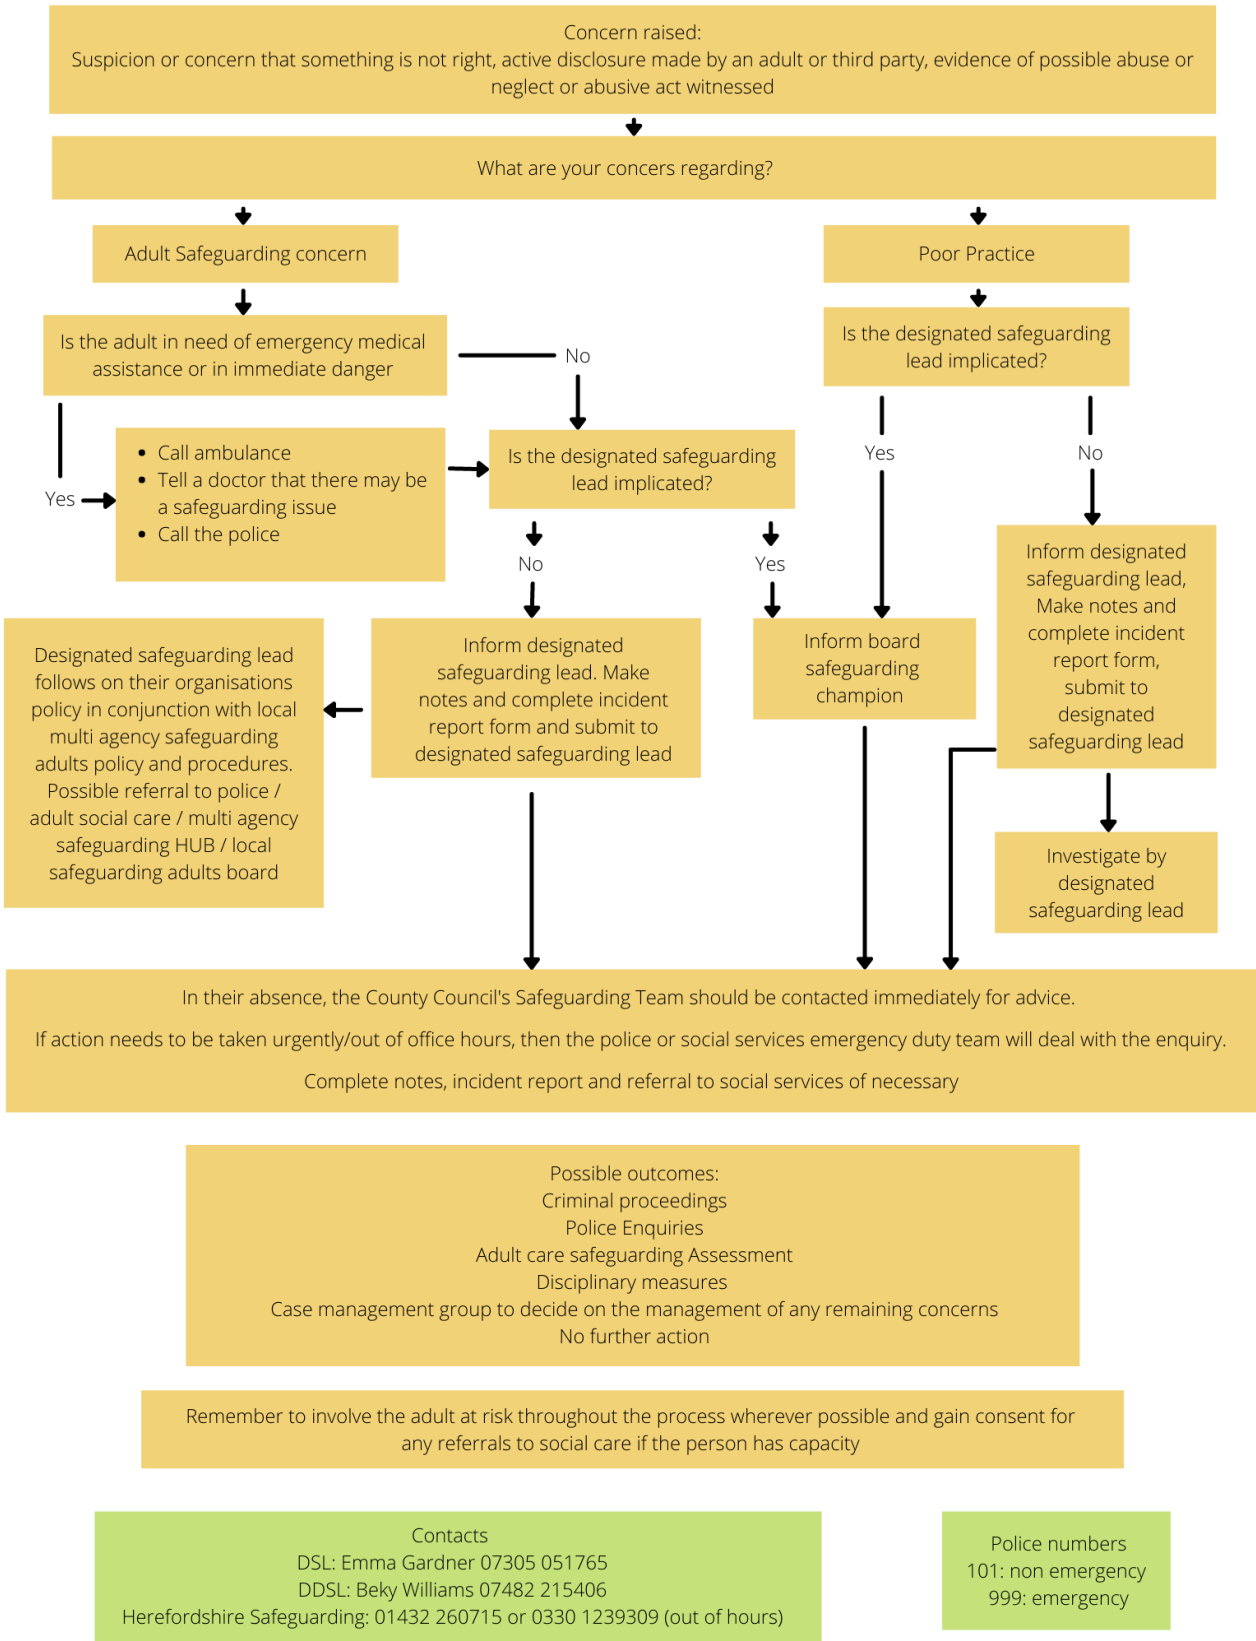 Concern raised:
Suspicion or concern that something is not right, active disclosure made by an adult or third party, evidence of possible abuse or
neglect or abusive act witnessed
What are your concers regarding?
Adult Safeguarding concern
Poor Practice
Is the adult in need of emergency medical
assistance or in immediate danger
No
Is the designated safeguarding
lead implicated?
Yes
• Call ambulance
• Tell a doctor that there may be
a safeguarding issue
• Call the police
Is the designated safeguarding
lead implicated?
Yes
No
No
Yes
Inform designated
safeguarding lead,
Make notes and
complete incident
report form,
submit to
designated
safeguarding lead
Designated safeguarding lead
follows on their organisations
policy in conjunction with local
multi agency safeguarding
adults policy and procedures.
Possible referral to police /
adult social care / multi agency
safeguarding HUB / local
safeguarding adults board
Inform designated
safeguarding lead. Make
notes and complete incident
report form and submit to
designated safeguarding lead
Inform board
safeguarding
champion
Investigate by
designated
safeguarding lead
In their absence, the County Council's Safeguarding Team should be contacted immediately for advice.
If action needs to be taken urgently/out of office hours, then the police or social services emergency duty team will deal with the enquiry.
Complete notes, incident report and referral to social services of necessary
Possible outcomes:
Criminal proceedings
Police Enquiries
Adult care safeguarding Assessment
Disciplinary measures
Case management group to decide on the management of any remaining concerns
No further action
Remember to involve the adult at risk throughout the process wherever possible and gain consent for
any referrals to social care if the person has capacity
Contacts
DSL: Emma Gardner 07305 051765
DDSL: Beky Williams 07482 215406
Herefordshire Safeguarding: 01432 260715 or 0330 1239309 (out of hours)
Police numbers
101: non emergency
999: emergency